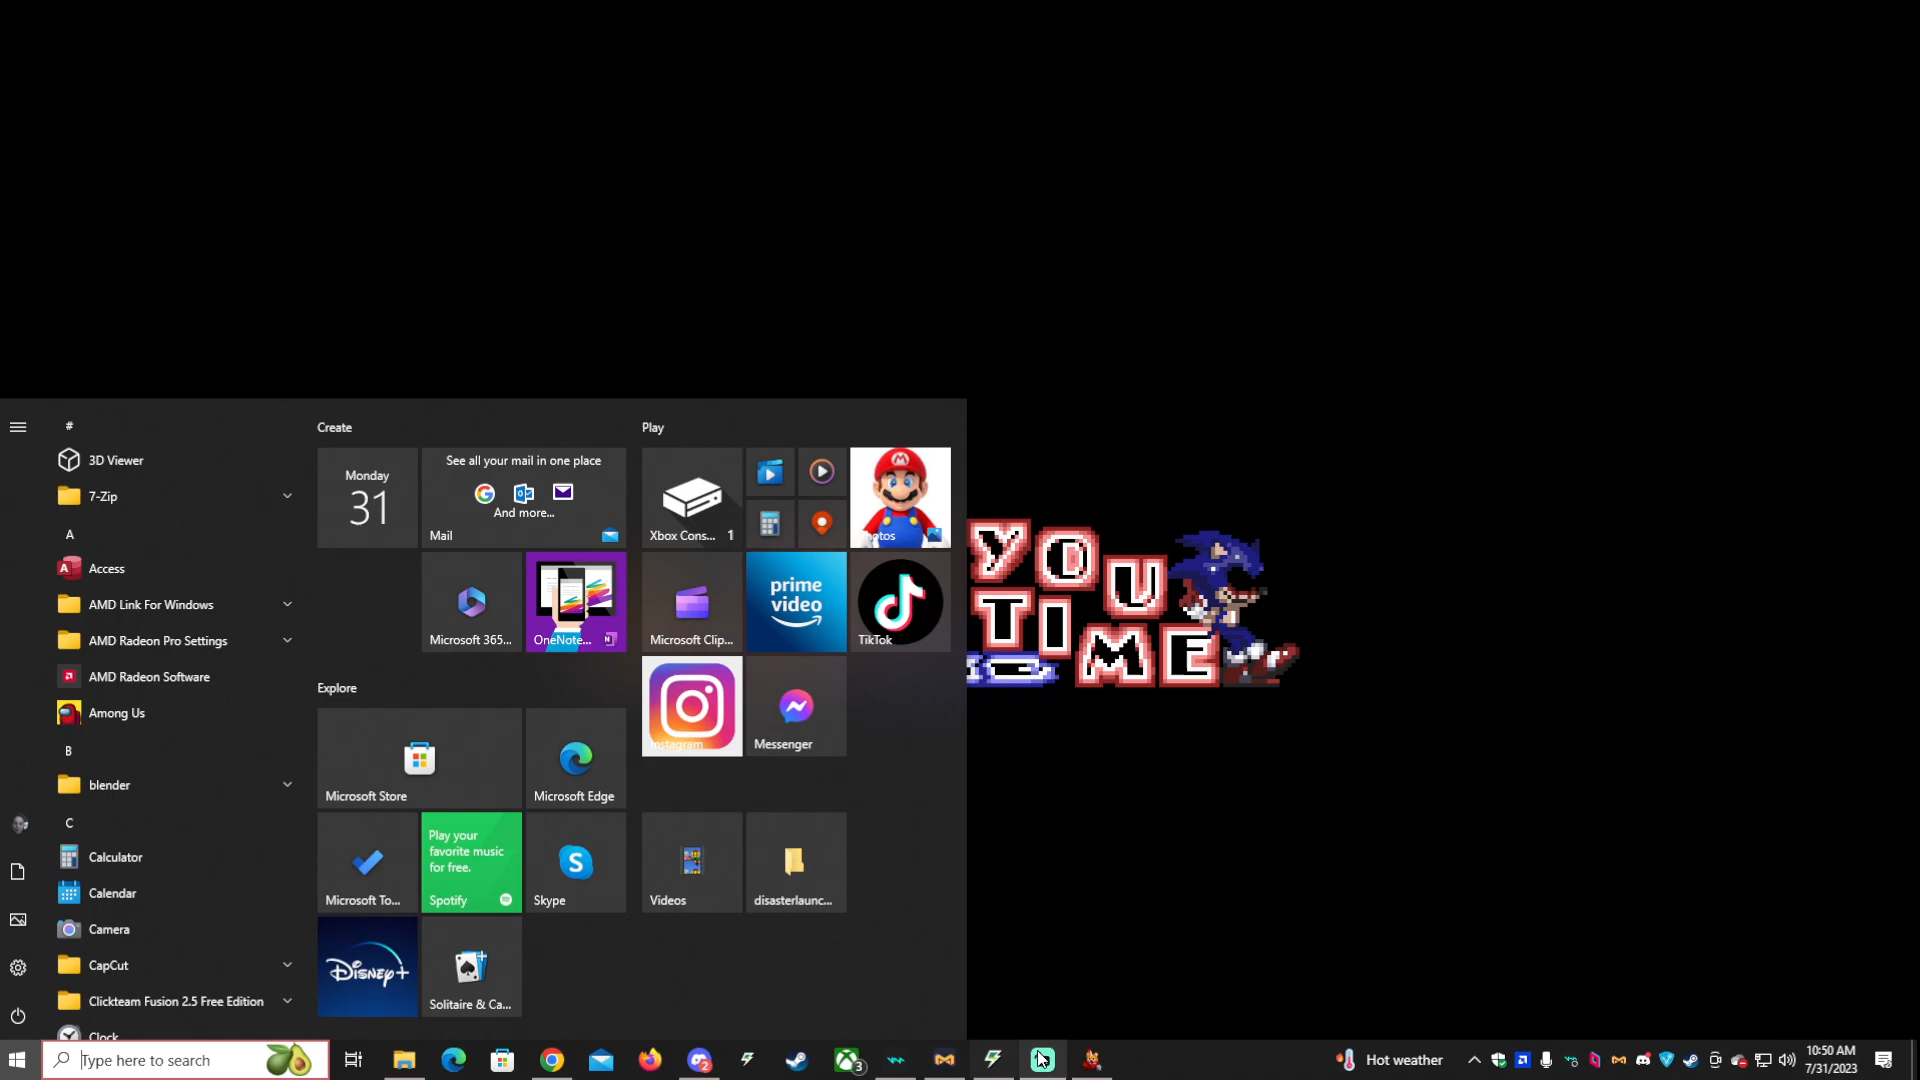 #
3D Viewer
7-Zip
A
Access
AMD Link For Windows
AMD Radeon Pro Settings
AMD Radeon Software
Among Us
B
blender
C
Calculator
Calendar
Camera
CapCut
Clickteam Fusion 2.5 Free Edition
Clock
Create
Monday
31
See all your mail in one place
And more...
Mail
Microsoft 365...
OneNote...
Explore
Microsoft Store
Microsoft Edge
Microsoft To...
Play your
favorite music
for free.
Spotify
Skype
Disney+
Solitaire & Ca...
Play
Xbox Cons... 1
Microsoft Clip...
prime
video
TikTok
Instagram
Messenger
Videos
disasterlaunc...
YOU
TIME
Type here to search
2
3
Hot weather
10:50 AM
7/31/2023